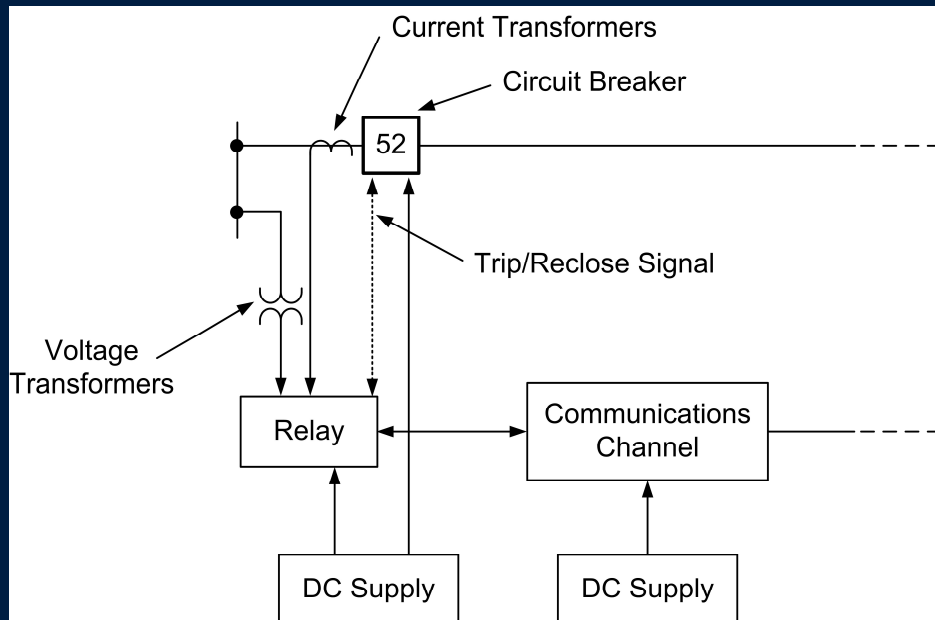 Current Transformers
Circuit Breaker
52
Trip/Reclose Signal
Voltage
Transformers
Relay
Communications
Channel
DC Supply
DC Supply